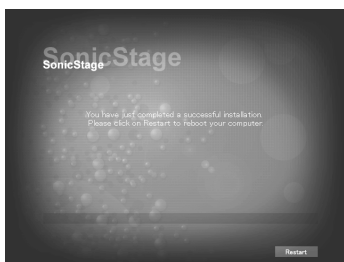 SonicStage
SonicStage
You have just completed a successful installation
Please click on Restart to reboot your computer
Restart